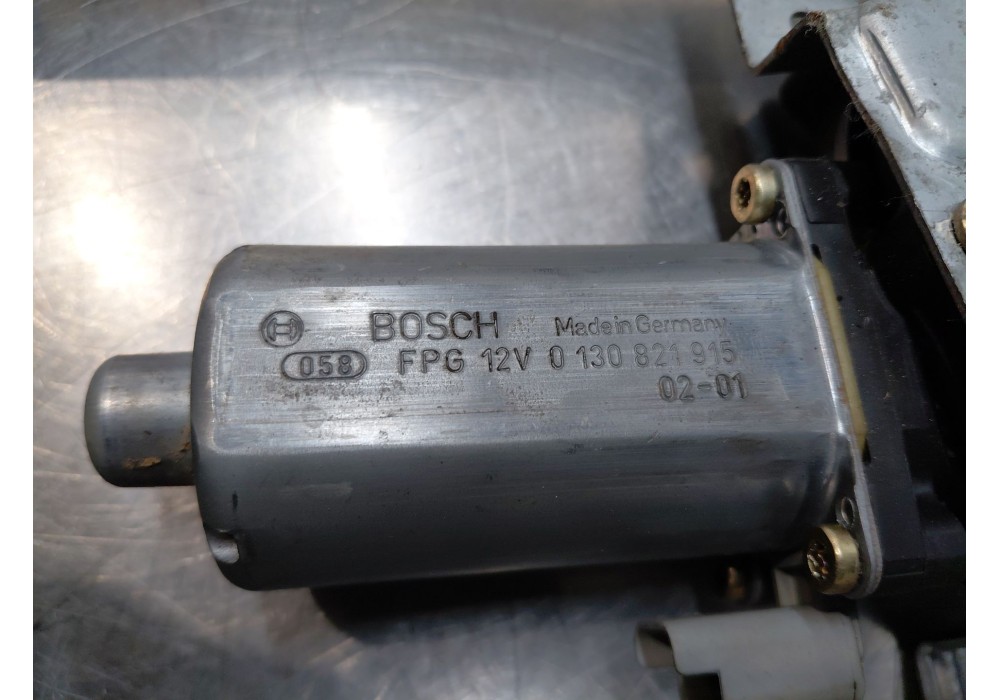 BOSCH Made in Germany
058 FPG 12V 0 130 821 915
02-01